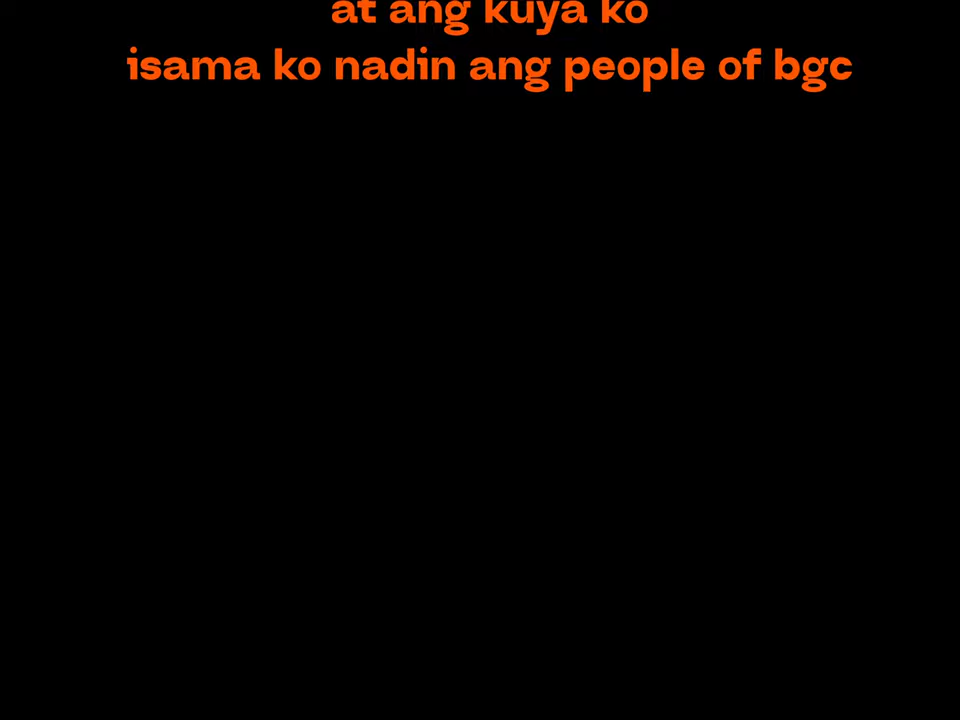 at ang kuya ko
isama ko nadin ang people of bgc